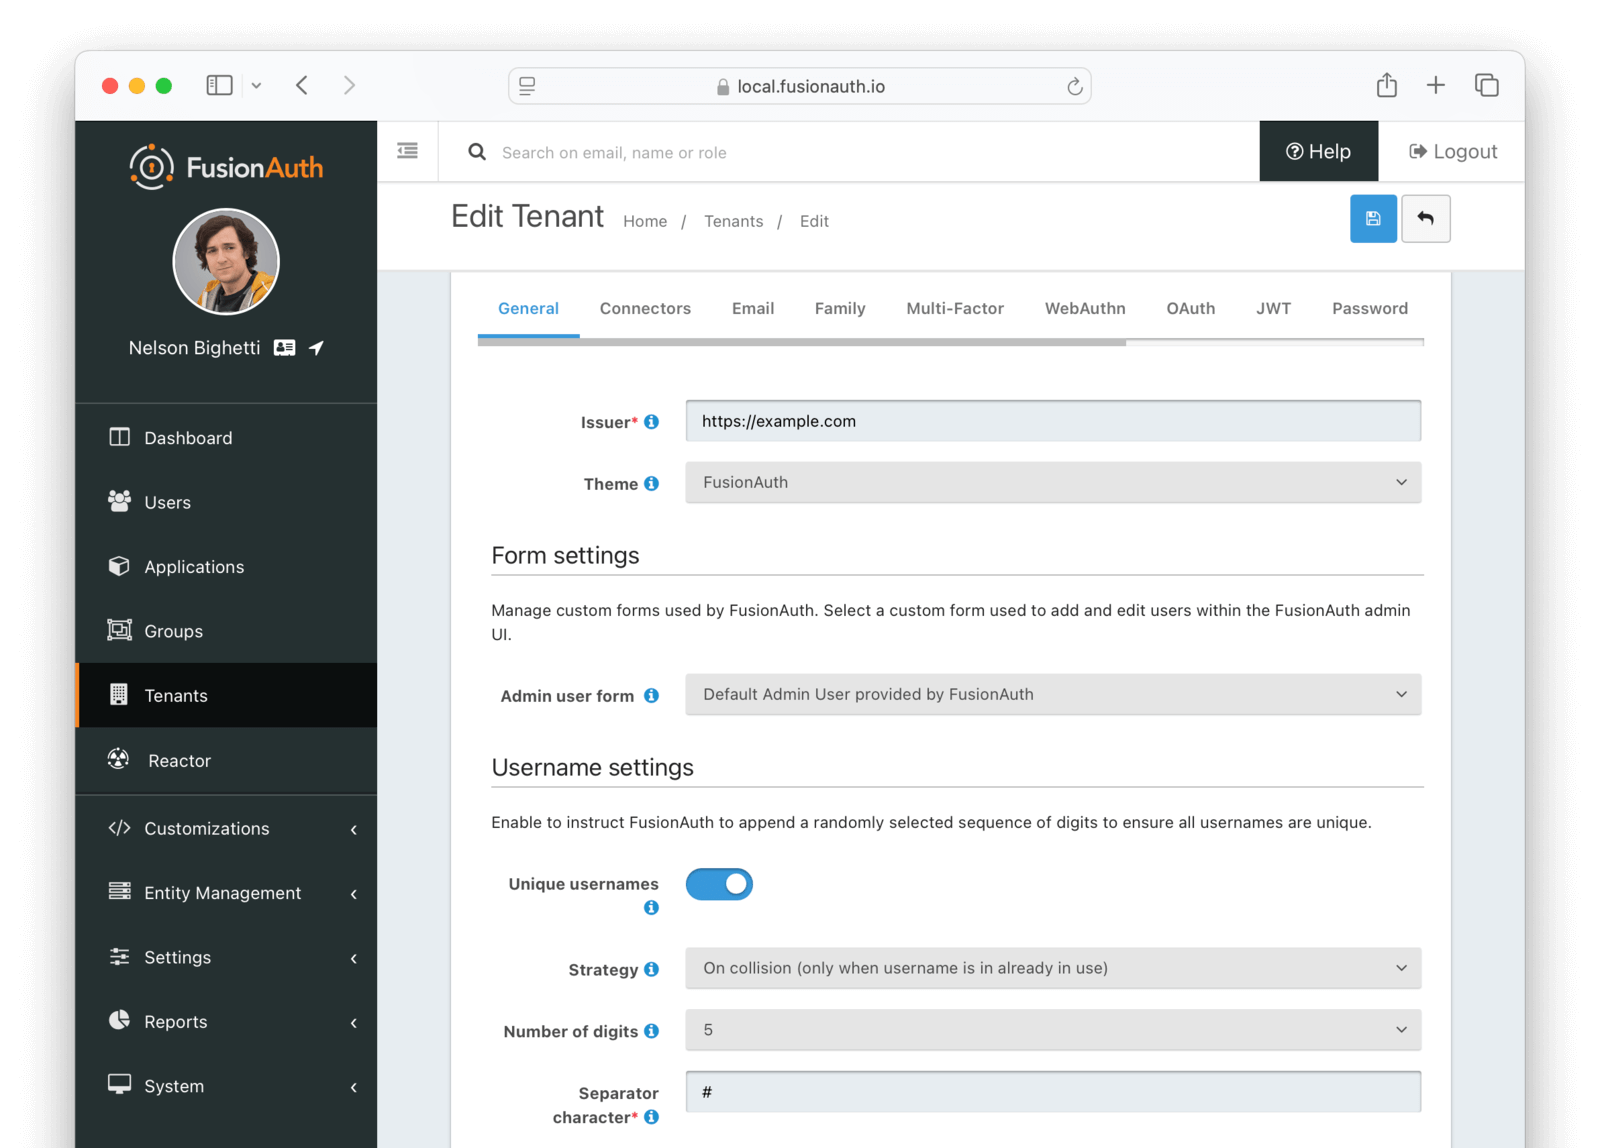 local.fusionauth.io
FusionAuth
Search on email, name or role
Help
Logout
Edit Tenant
Home / Tenants / Edit
Nelson Bighetti
Dashboard
Users
Applications
Groups
Tenants
Reactor
Customizations
Entity Management
Settings
Reports
System
General
Connectors
Email
Family
Multi-Factor
WebAuthn
OAuth
JWT
Password
Issuer*
https://example.com
Theme
FusionAuth
Form settings
Manage custom forms used by FusionAuth. Select a custom form used to add and edit users within the FusionAuth admin
UI.
Admin user form
Default Admin User provided by FusionAuth
Username settings
Enable to instruct FusionAuth to append a randomly selected sequence of digits to ensure all usernames are unique.
Unique usernames
Strategy
On collision (only when username is in already in use)
Number of digits
5
Separator
character*
#